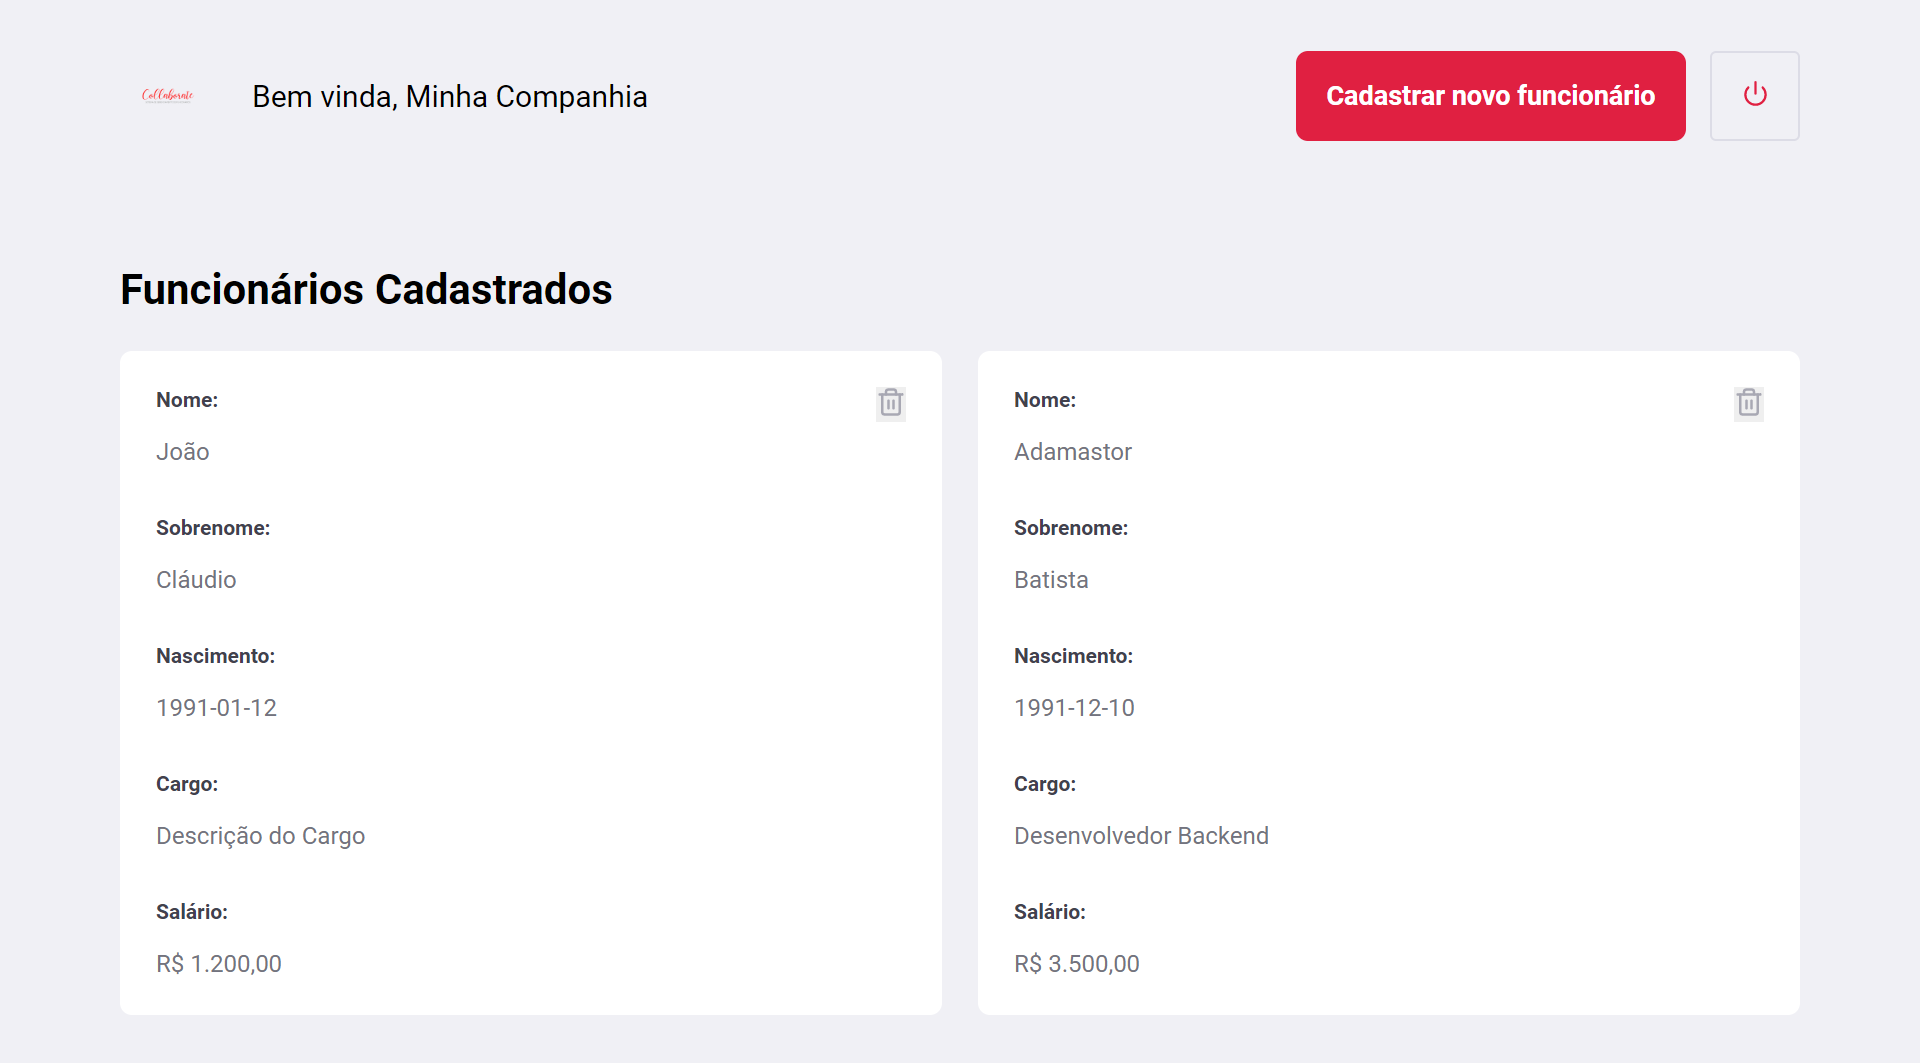 Collaborate
Bem vinda, Minha Companhia
Cadastrar novo funcionário
Funcionários Cadastrados
Nome:
João
Sobrenome:
Cláudio
Nascimento:
1991-01-12
Cargo:
Descrição do Cargo
Salário:
R$ 1.200,00
Nome:
Adamastor
Sobrenome:
Batista
Nascimento:
1991-12-10
Cargo:
Desenvolvedor Backend
Salário:
R$ 3.500,00